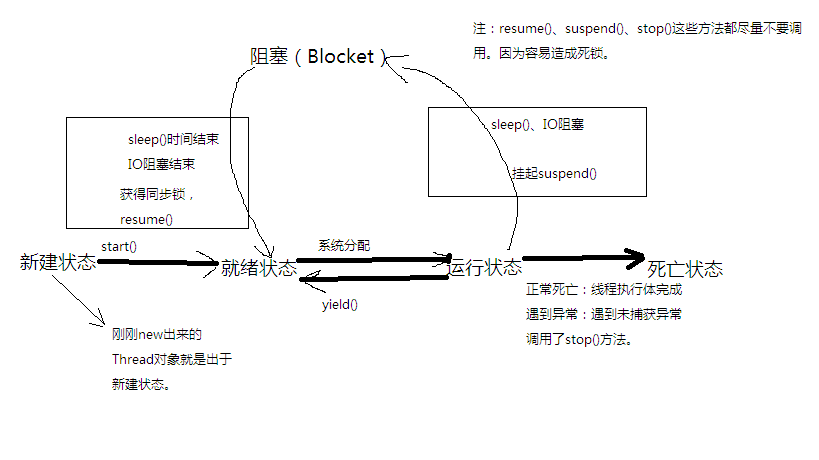 注：resume()、suspend()、stop()这些方法都尽量不要调
用。因为容易造成死锁。
阻塞（Blocket）
sleep()时间结束
IO阻塞结束
获得同步锁，
resume()
sleep()、IO阻塞
挂起suspend()
新建状态
start()
就绪状态
系统分配
yield()
运行状态
死亡状态
正常死亡：线程执行体完成
遇到异常；遇到未捕获异常
调用了stop()方法。
刚刚new出来的
Thread对象就是出于
新建状态。